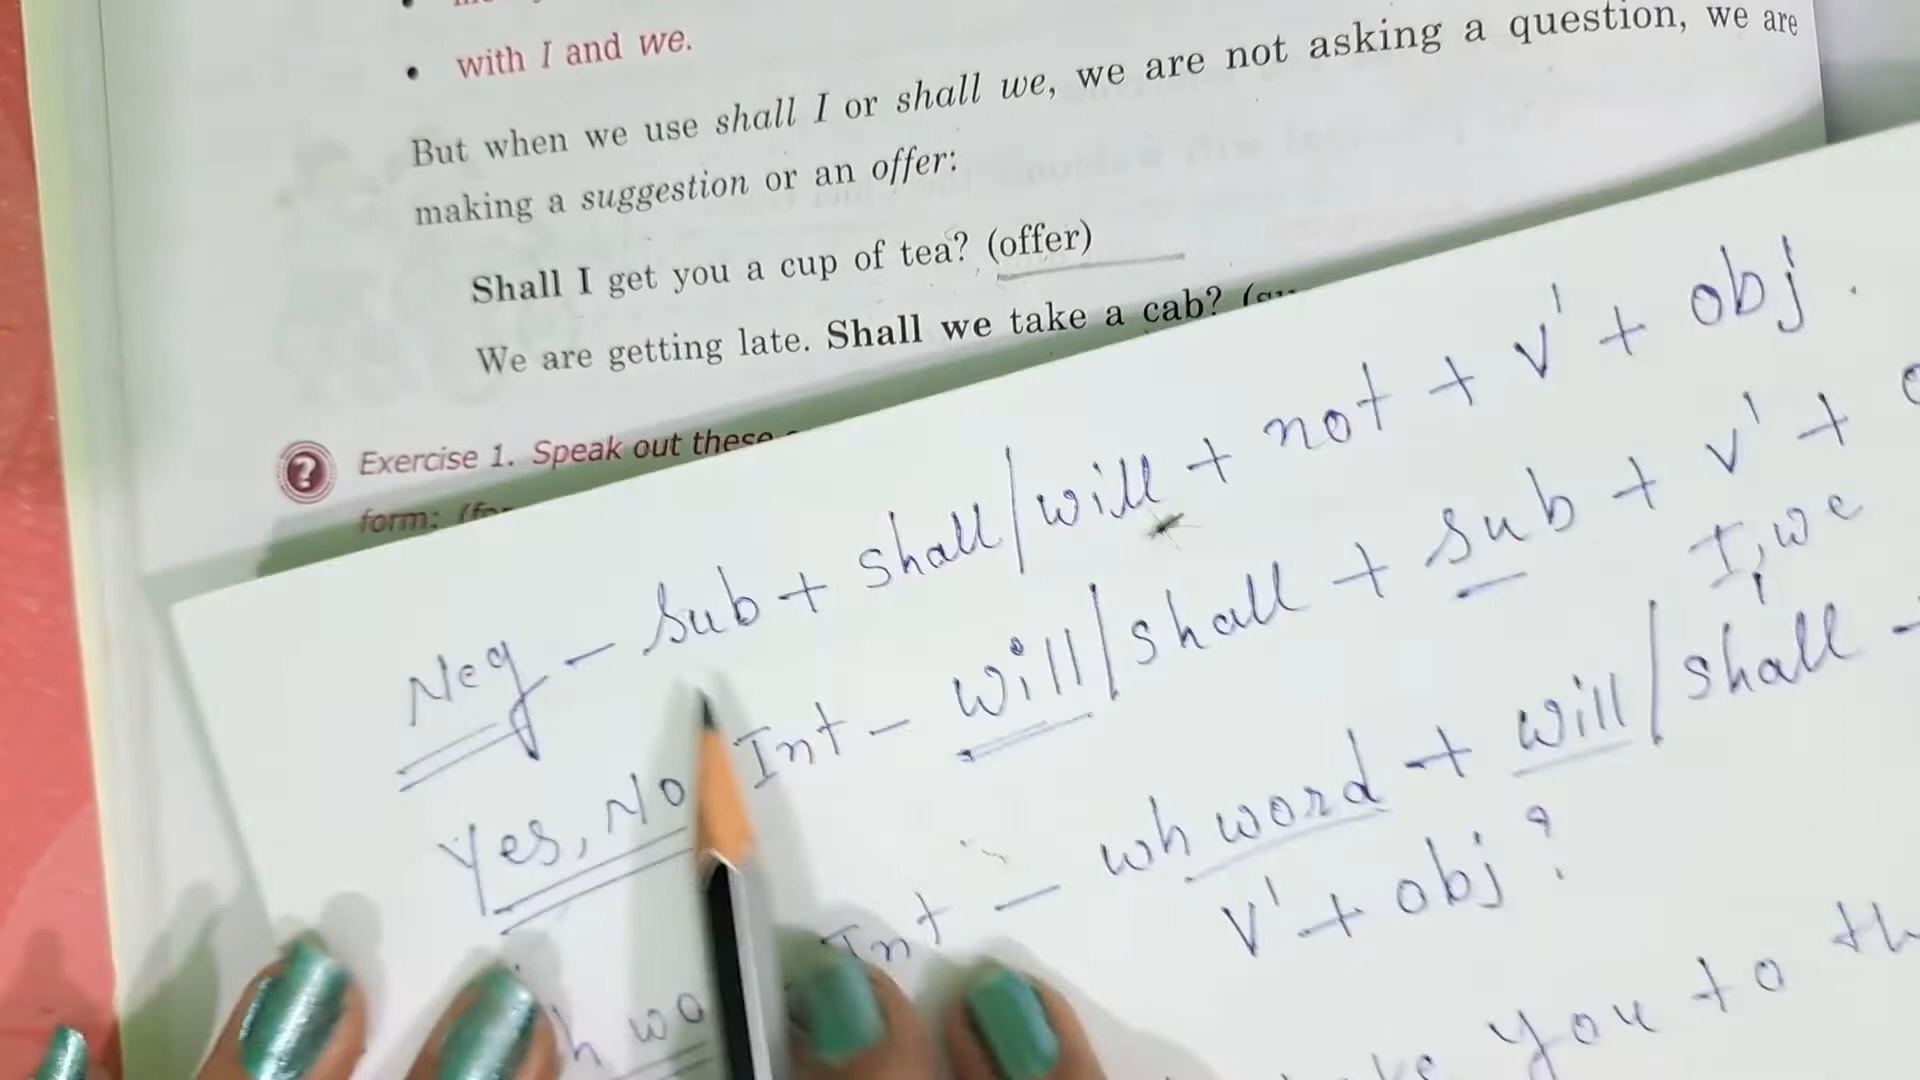 with I and we.
But when we use shall I or shall we, we are not asking a question, we are
making a suggestion or an offer:
Shall I get you a cup of tea? (offer)
We are getting late. Shall we take a cab?
Exercise 1. Speak out these
form:
Neg - Sub + shall/will + not + V' + obj.
Yes, No Int - will/shall + sub + V' +
I, we
Int - wh word + will/shall +
V' + obj?
you to